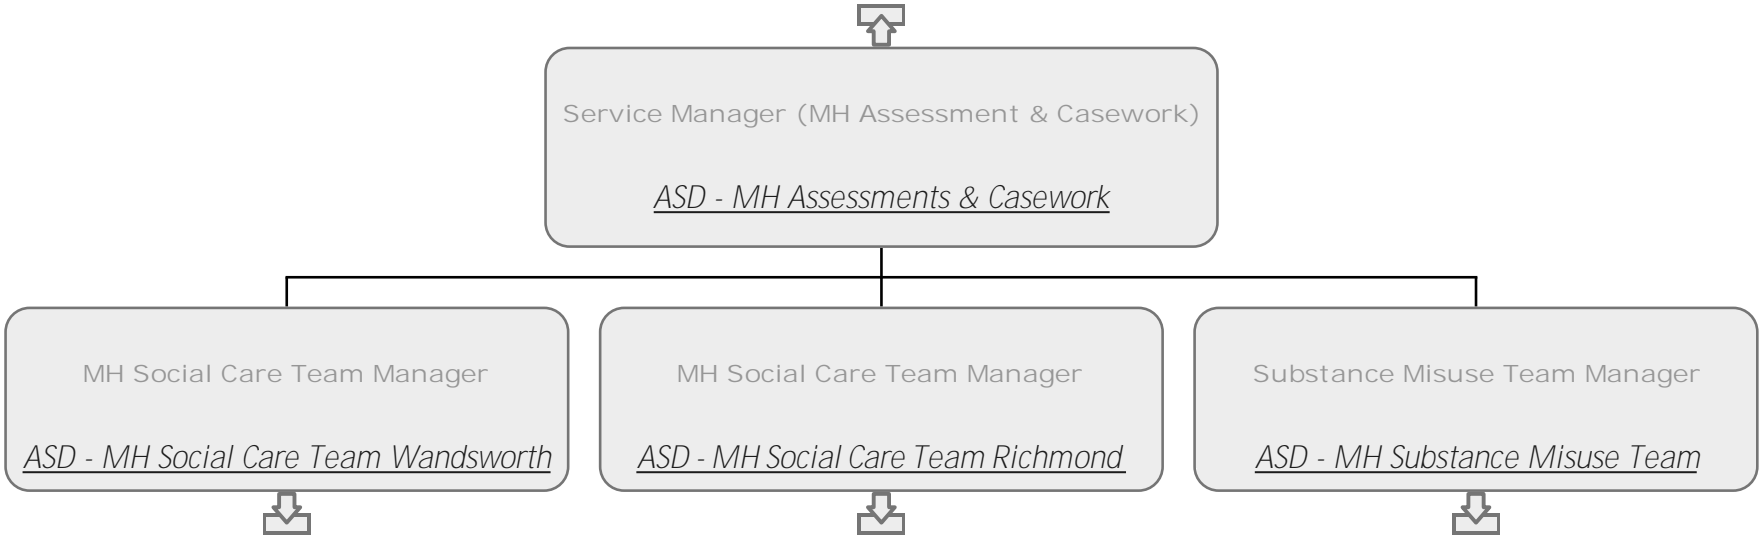 Service Manager (MH Assessment & Casework)
ASD - MH Assessments & Casework
MH Social Care Team Manager
ASD - MH Social Care Team Wandsworth
MH Social Care Team Manager
ASD - MH Social Care Team Richmond
Substance Misuse Team Manager
ASD - MH Substance Misuse Team